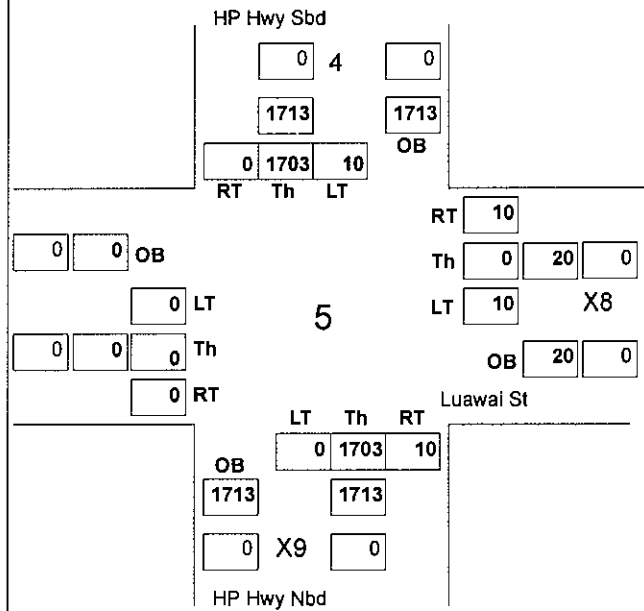 HP Hwy Sbd
0 4 0
1713 1713
OB
0 1703 10
RT Th LT
RT 10
0 0 OB Th 0 20 0
0 LT 5 LT 10 X8
0 0 0 Th
OB 20 0
0 RT
Luawai St
LT Th RT
0 1703 10
OB
1713 1713
0 X9 0
HP Hwy Nbd